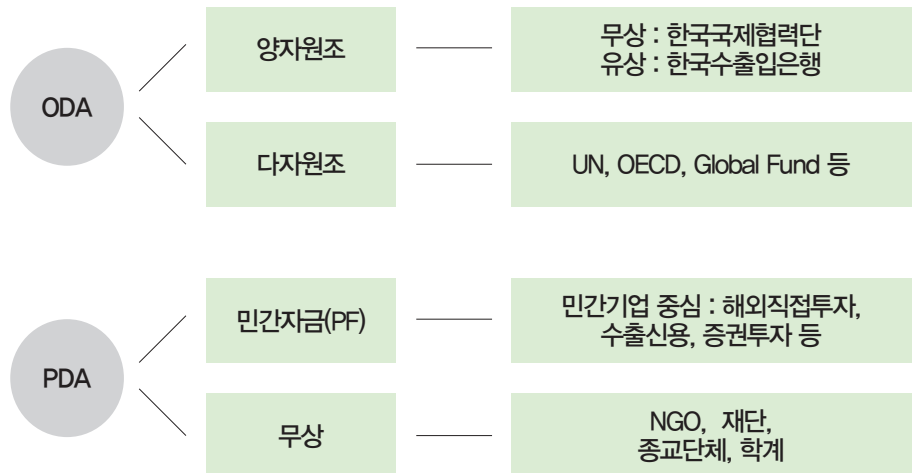 ODA
양자원조
무상 : 한국국제협력단
유상 : 한국수출입은행
다자원조
UN, OECD, Global Fund 등
PDA
민간자금(PF)
민간기업 중심 : 해외직접투자,
수출신용, 증권투자 등
무상
NGO, 재단,
종교단체, 학계